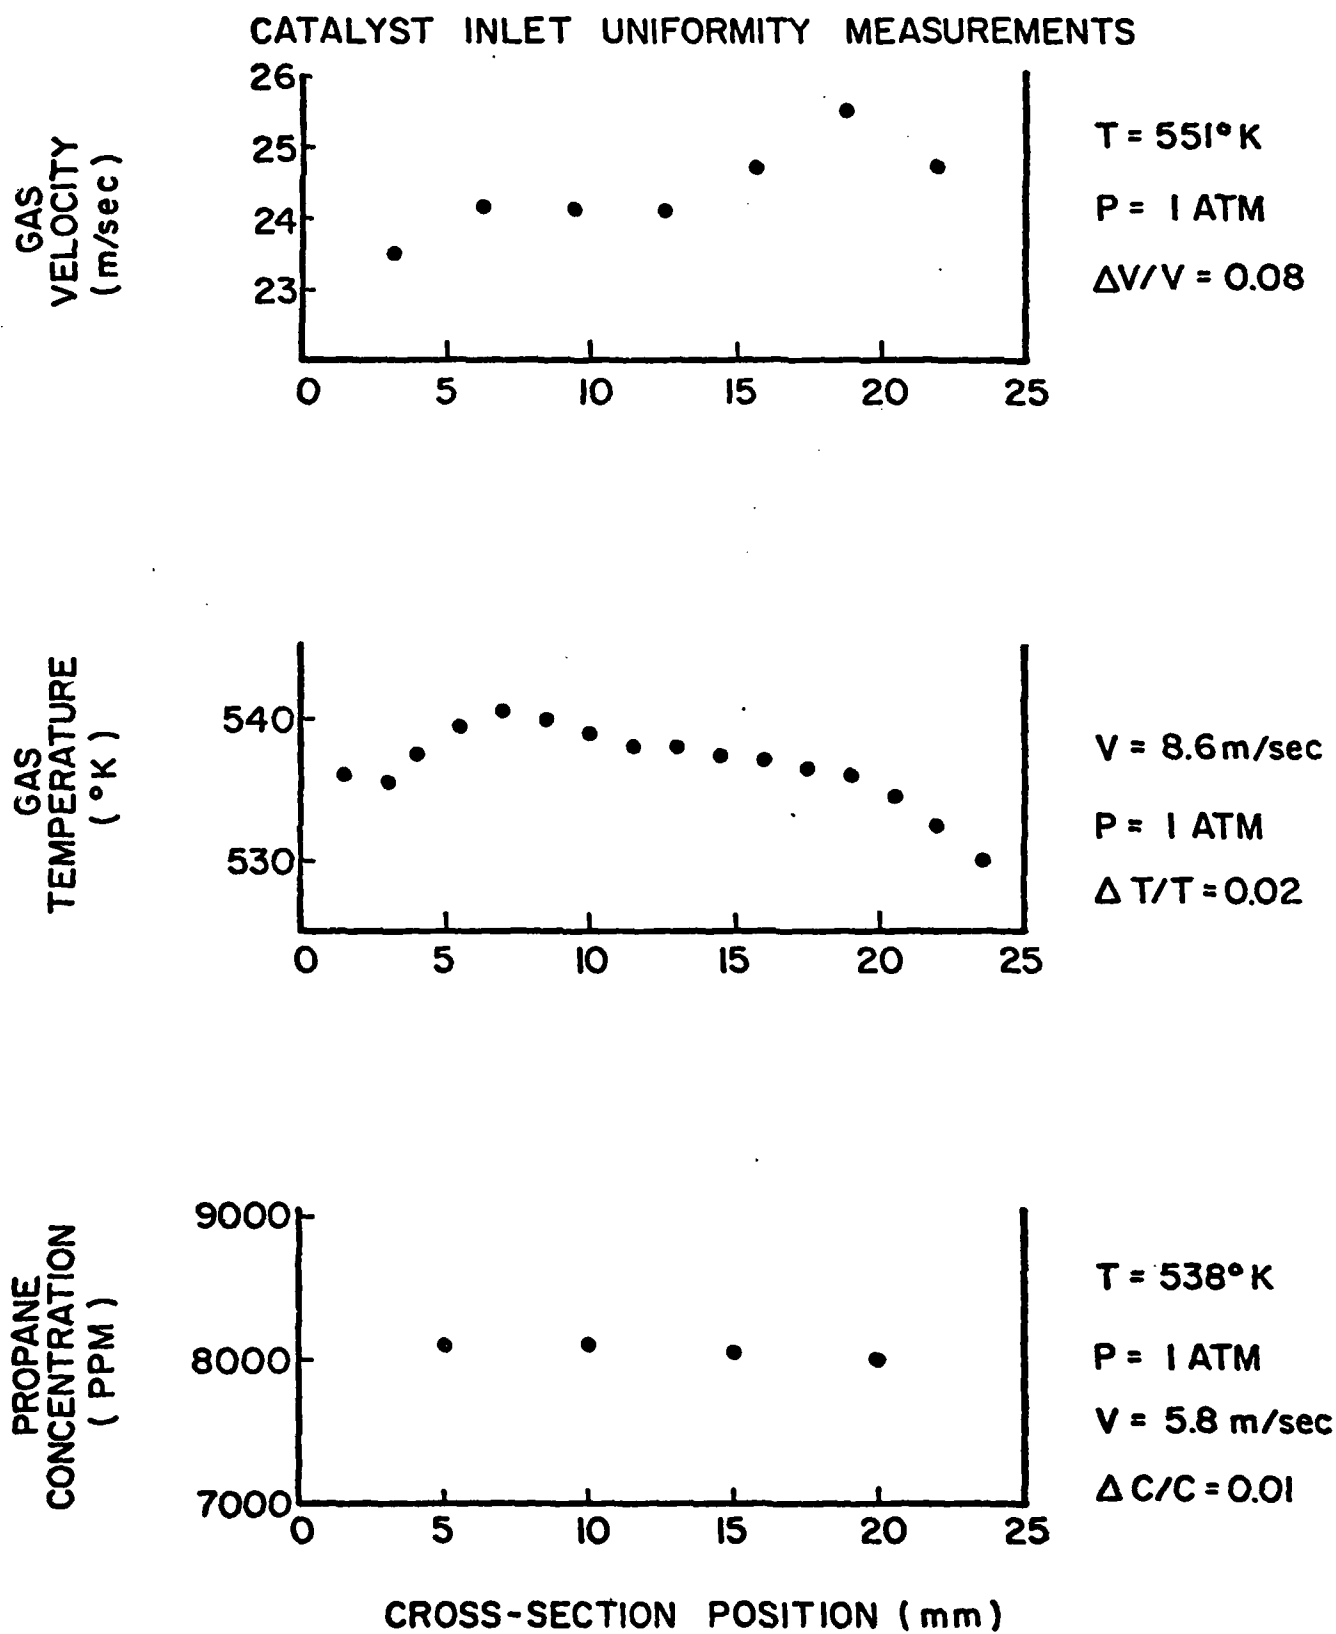 CATALYST INLET UNIFORMITY MEASUREMENTS
GAS
VELOCITY
(m/sec)
26
25
24
23
0 5 10 15 20 25
T = 551°K
P = 1 ATM
ΔV/V = 0.08
GAS
TEMPERATURE
(°K)
540
530
0 5 10 15 20 25
V = 8.6 m/sec
P = 1 ATM
ΔT/T = 0.02
PROPANE
CONCENTRATION
(PPM)
9000
8000
7000
0 5 10 15 20 25
T = 538°K
P = 1 ATM
V = 5.8 m/sec
ΔC/C = 0.01
CROSS-SECTION POSITION (mm)